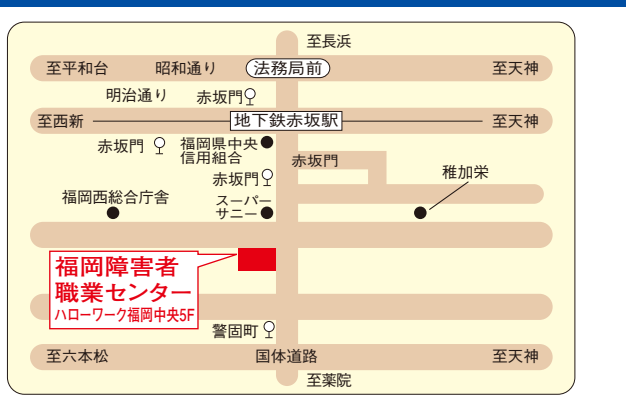 至長浜
至平和台
昭和通り
法務局前
至天神
明治通り
赤坂門
至西新
地下鉄赤坂駅
至天神
赤坂門
福岡県中央
信用組合
赤坂門
赤坂門
稚加栄
福岡西総合庁舎
スーパー
サニー
福岡障害者
職業センター
ハローワーク福岡中央5F
警固町
至六本松
国体道路
至天神
至薬院